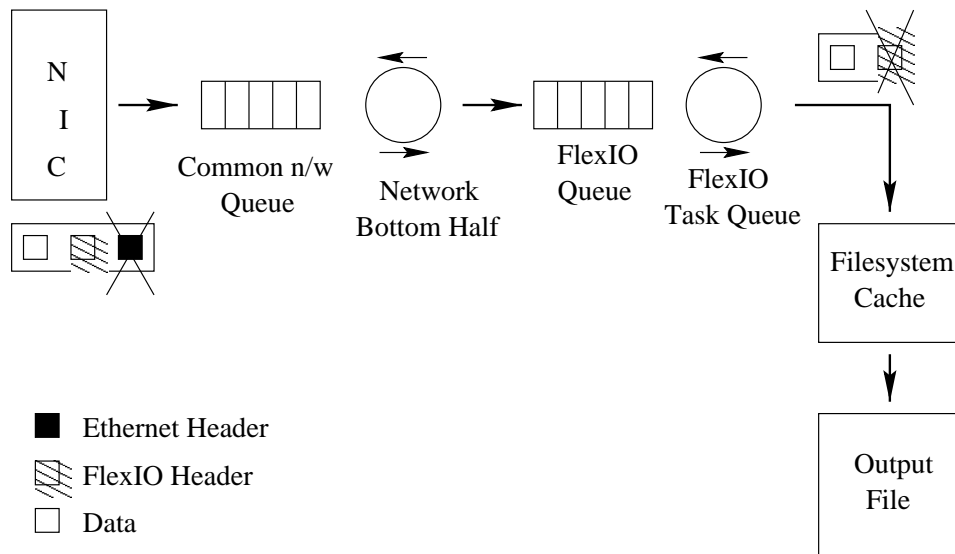 N
I
C
Common n/w
Queue
Network
Bottom Half
FlexIO
Queue
FlexIO
Task Queue
Filesystem
Cache
Output
File
Ethernet Header
FlexIO Header
Data